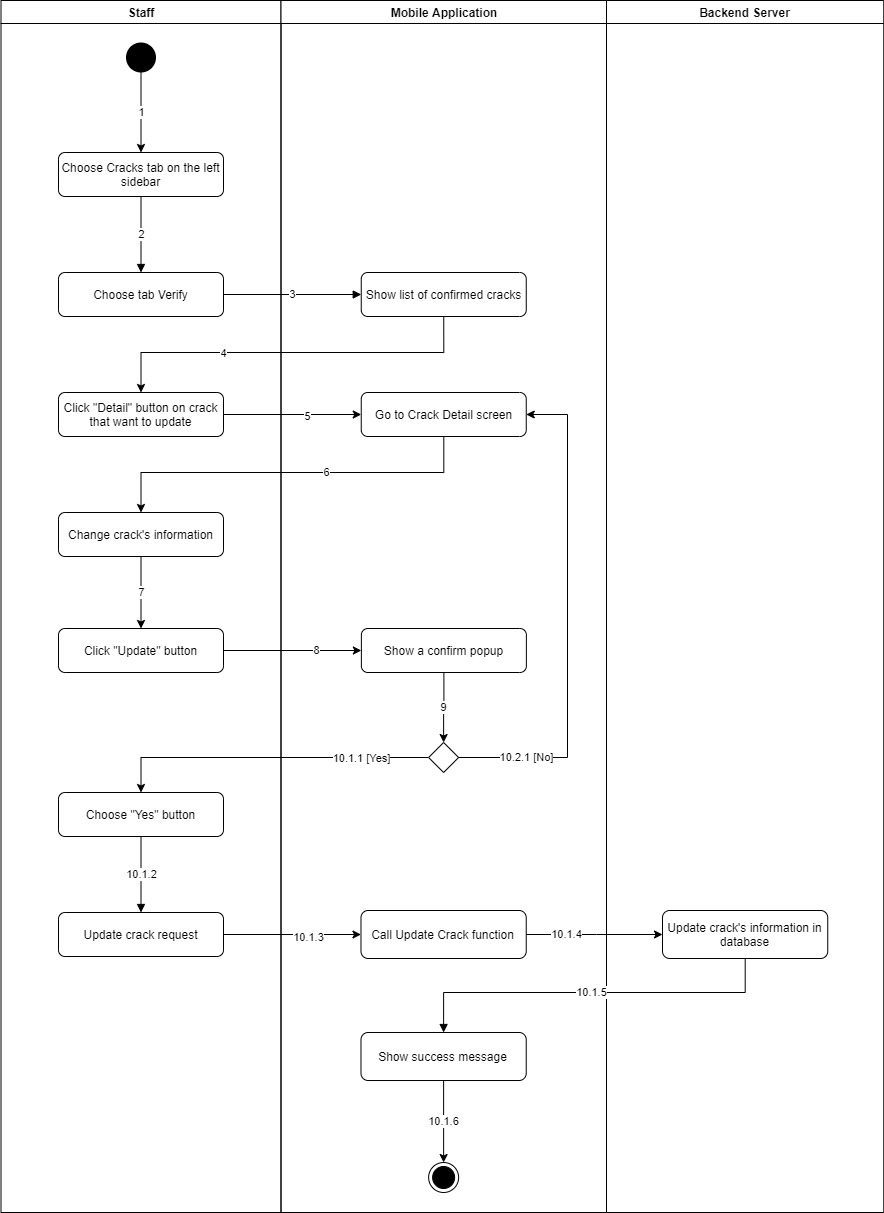 Staff
Mobile Application
Backend Server
1
Choose Cracks tab on the left
sidebar
2
Choose tab Verify
3
Show list of confirmed cracks
4
Click "Detail" button on crack
that want to update
5
Go to Crack Detail screen
6
Change crack's information
7
Click "Update" button
8
Show a confirm popup
9
10.1.1 [Yes]
10.2.1 [No]
Choose "Yes" button
10.1.2
Update crack request
10.1.3
Call Update Crack function
10.1.4
Update crack's information in
database
10.1.5
Show success message
10.1.6